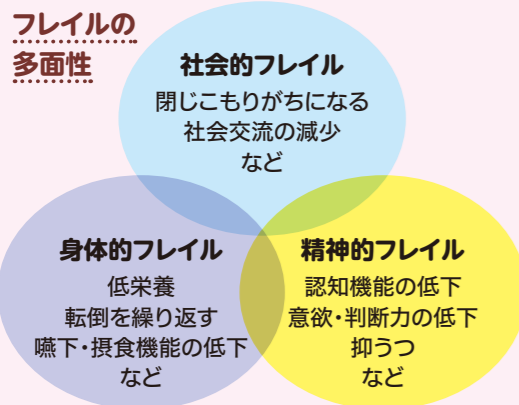 フレイルの
多面性
社会的フレイル
閉じこもりがちになる
社会交流の減少
など
身体的フレイル
低栄養
転倒を繰り返す
嚥下・摂食機能の低下
など
精神的フレイル
認知機能の低下
意欲・判断力の低下
抑うつ
など